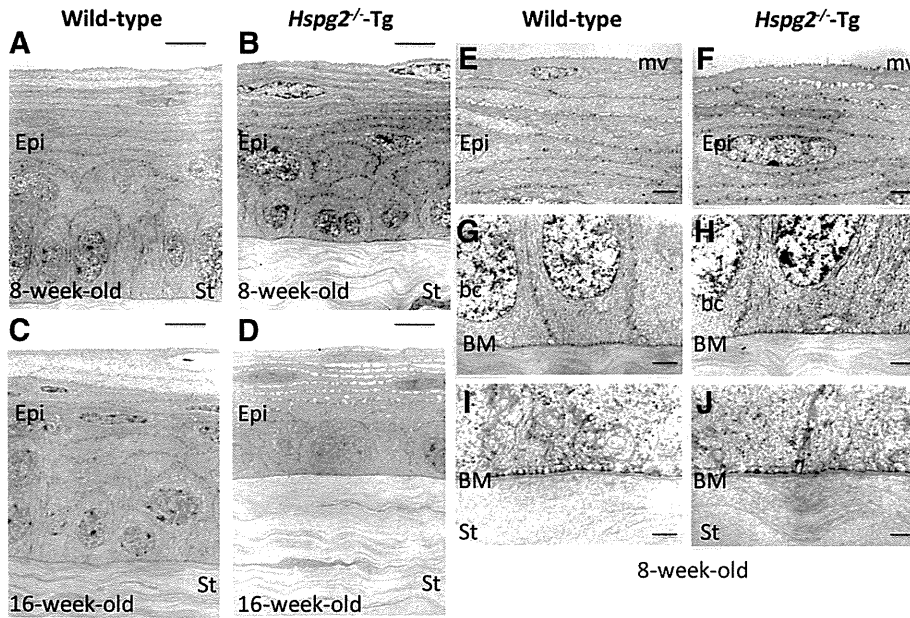 Wild-type
Hspg2-/--Tg
Wild-type
Hspg2-/--Tg
A
Epi
8-week-old
St
B
8-week-old
St
C
Epi
16-week-old
St
D
Epi
16-week-old
St
E
mv
Epi
F
mv
Epi
G
bc
BM
H
bc
BM
I
BM
St
J
BM
St
8-week-old